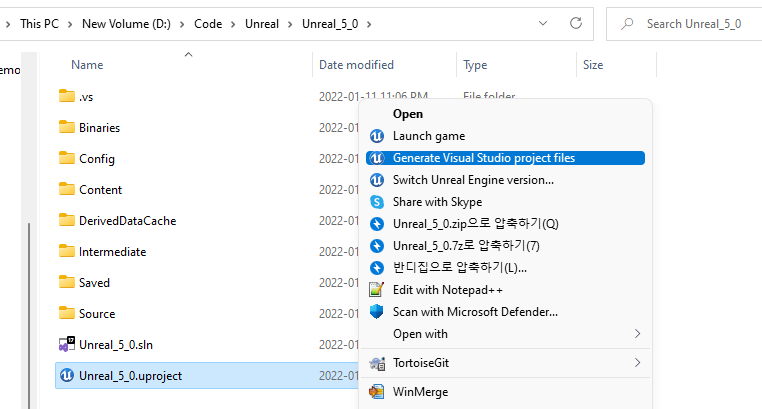 This PC > New Volume (D:) > Code > Unreal > Unreal_5_0 >
Search Unreal_5_0
Name
Date modified
Type
Size
.vs
2022-01-11 11:06 PM
File folder
Binaries
2022-01
Config
2022-01
Content
2022-01
DerivedDataCache
2022-01
Intermediate
2022-01
Saved
2022-01
Source
2022-01
Unreal_5_0.sln
2022-01
Unreal_5_0.uproject
2022-01
Open
Launch game
Generate Visual Studio project files
Switch Unreal Engine version...
Share with Skype
Unreal_5_0.zip으로 압축하기(Q)
Unreal_5_0.7z로 압축하기(7)
반디집으로 압축하기(L)...
Edit with Notepad++
Scan with Microsoft Defender...
Open with
TortoiseGit
WinMerge